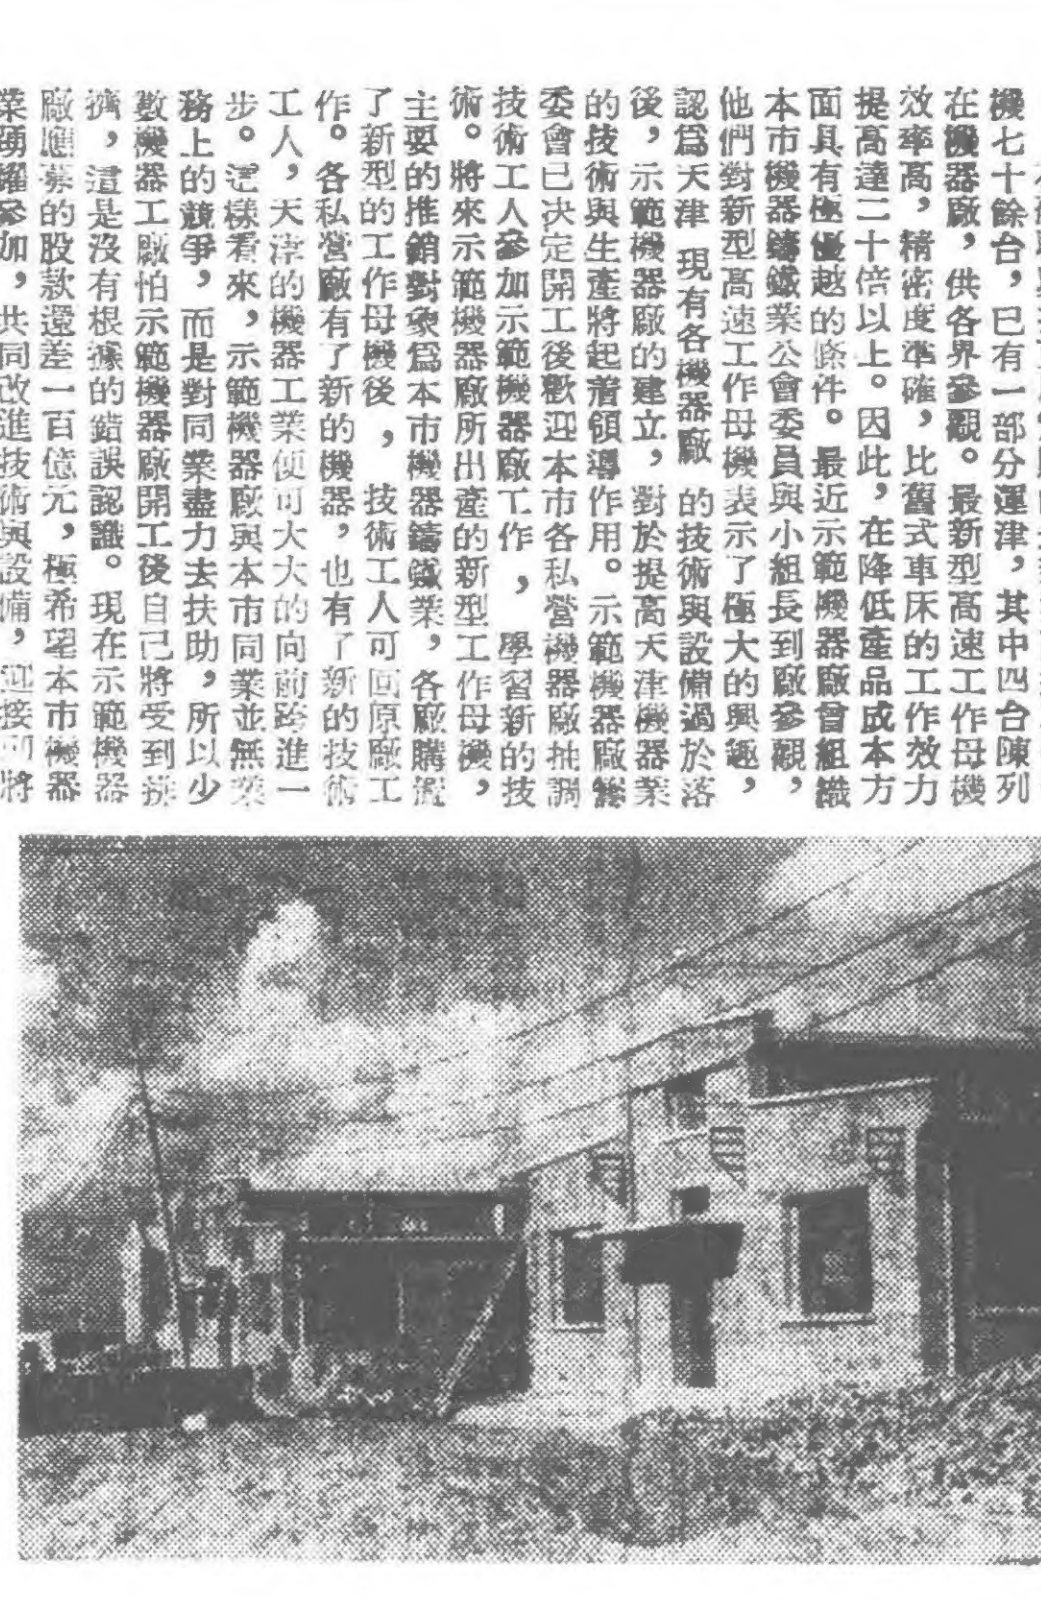 機七十餘台，已有一部分運津，其中四台陳列
在機器廠，供各界參觀。最新型高速工作母機
效率高，精密度準確，比舊式車床的工作效力
提高達二十倍以上。因此，在降低產品成本方
面具有極優越的條件。最近示範機器廠曾組織
本市機器鑄鐵業公會委員與小組長到廠參觀，
他們對新型高速工作母機表示了極大的興趣，
認爲天津現有各機器廠的技術與設備過於落
後，示範機器廠的建立，對於提高天津機器業
的技術與生產將起着領導作用。示範機器廠籌
委會已決定開工後歡迎本市各私營機器廠抽調
技術工人參加示範機器廠工作，學習新的技
術。將來示範機器廠所出產的新型工作母機，
主要的推銷對象爲本市機器鑄鐵業，各廠購置
了新型的工作母機後，技術工人可回原廠工
作。各私營廠有了新的機器，也有了新的技術
工人，天津的機器工業便可大大的向前跨進一
步。這樣看來，示範機器廠與本市同業並無業
務上的競爭，而是對同業盡力去扶助，所以少
數機器工廠怕示範機器廠開工後自己將受到排
擠，這是沒有根據的錯誤認識。現在示範機器
廠應募的股款還差一百億元，極希望本市機器
業踴躍參加，共同改進技術與設備，迎接即將